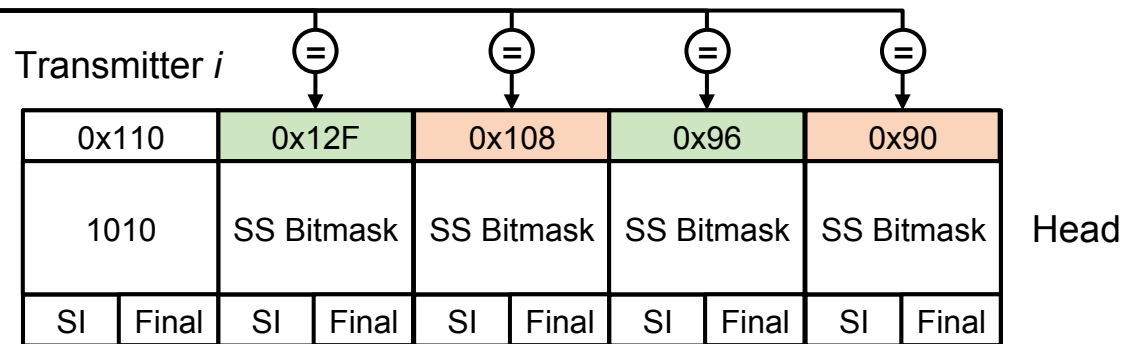 = = = =
Transmitter i
0x110 0x12F 0x108 0x96 0x90
1010 SS Bitmask SS Bitmask SS Bitmask SS Bitmask Head
SI Final SI Final SI Final SI Final SI Final